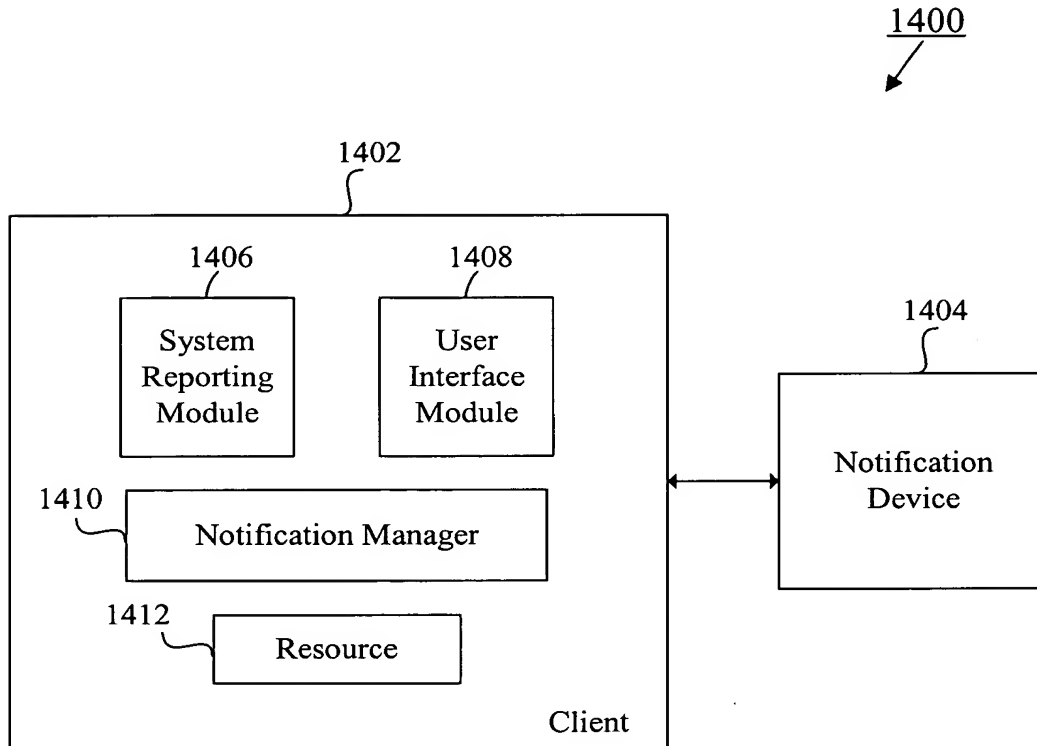 1400
1402
1406
1408
System
Reporting
Module
User
Interface
Module
1404
Notification
Device
1410
Notification Manager
1412
Resource
Client